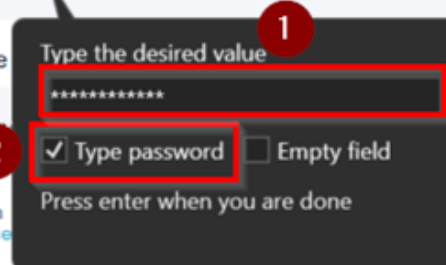 1
Type the desired value
************
Type password Empty field
Press enter when you are done